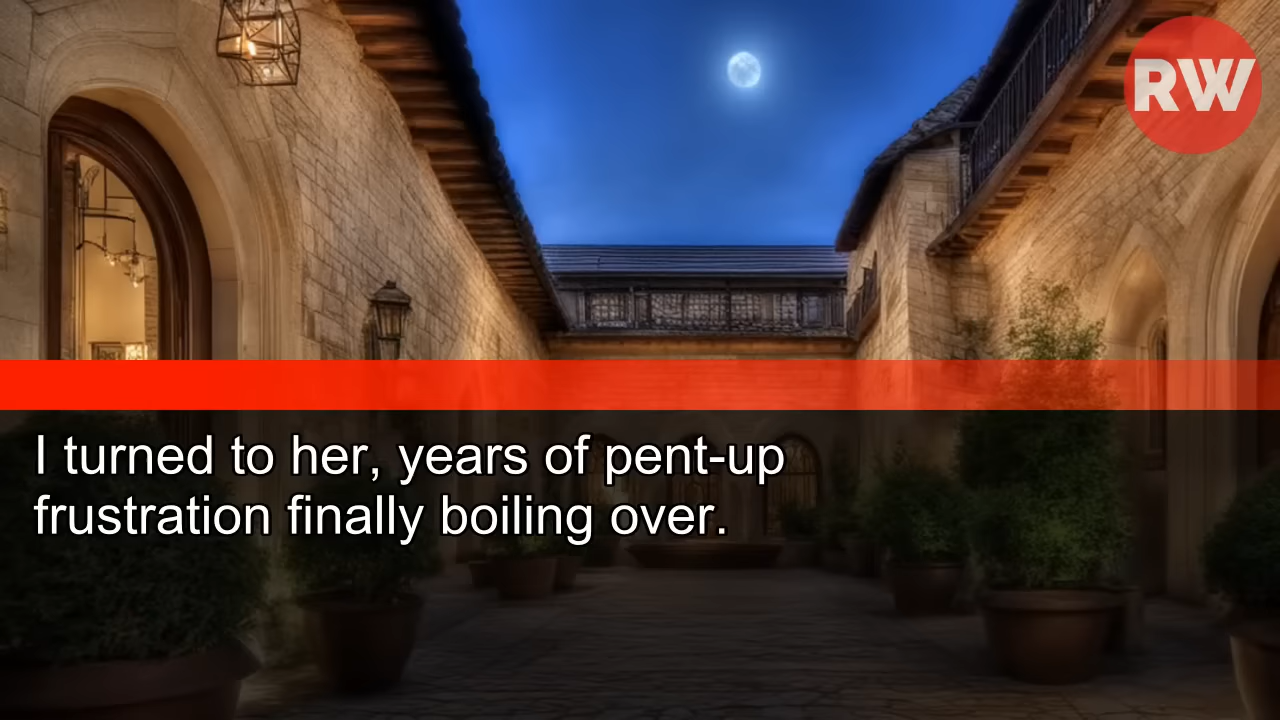 RW
I turned to her, years of pent-up
frustration finally boiling over.